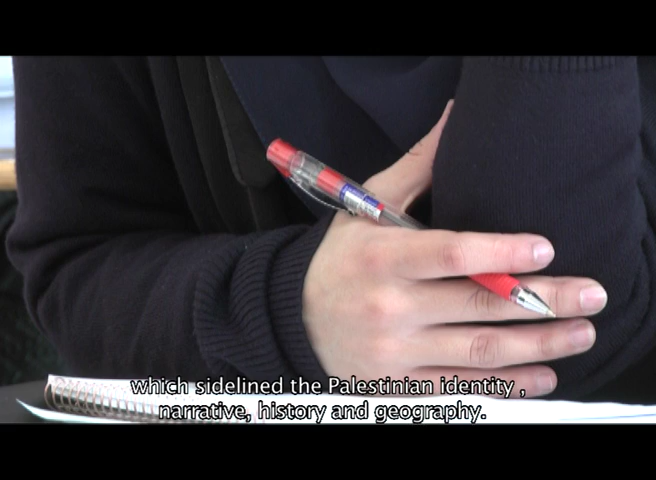 which sidelined the Palestinian identity ,
narrative, history and geography.